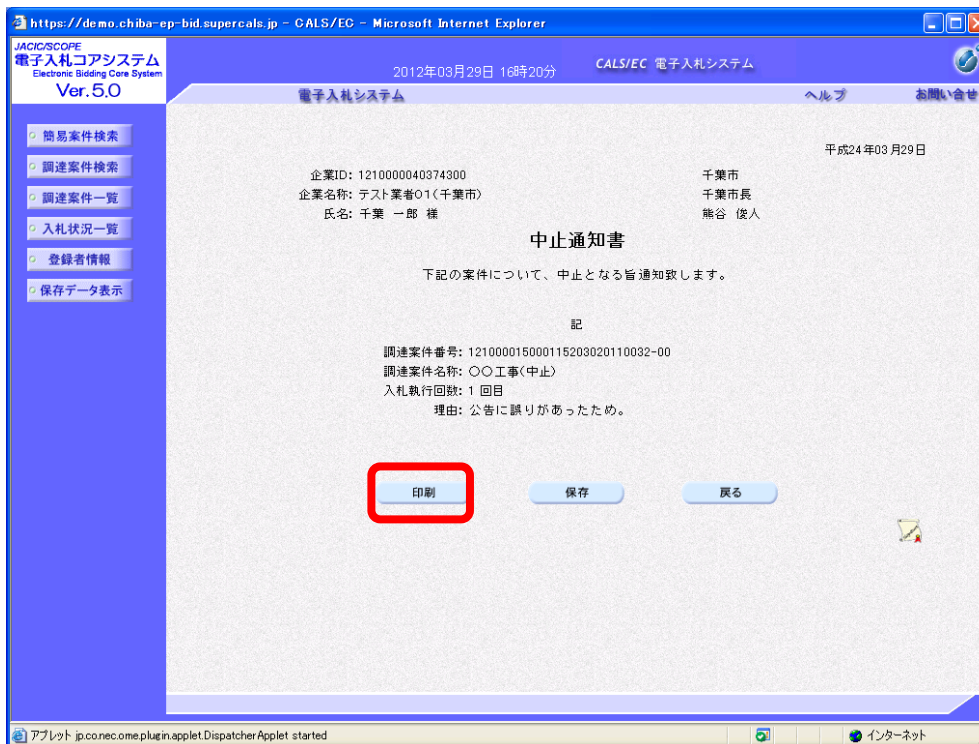 https://demo.chiba-ep-bid.supercals.jp - CALS/EC - Microsoft Internet Explorer
JACIC/SCOPE
電子入札コアシステム
Electronic Bidding Core System
Ver.5.0
2012年03月29日 16時20分
CALS/EC 電子入札システム
電子入札システム
ヘルプ
お問い合せ
簡易案件検索
調達案件検索
調達案件一覧
入札状況一覧
登録者情報
保存データ表示
平成24年03月29日
企業ID: 1210000040374300
千葉市
企業名称: テスト業者01(千葉市)
千葉市長
氏名: 千葉 一郎 様
熊谷 俊人
中止通知書
下記の案件について、中止となる旨通知致します。
記
調達案件番号: 1210000150001152030201​10032-00
調達案件名称: 〇〇工事(中止)
入札執行回数: 1 回目
理由: 公告に誤りがあったため。
印刷
保存
戻る
アプレット jp.co.nec.ome.plugin.applet.DispatcherApplet started
インターネット